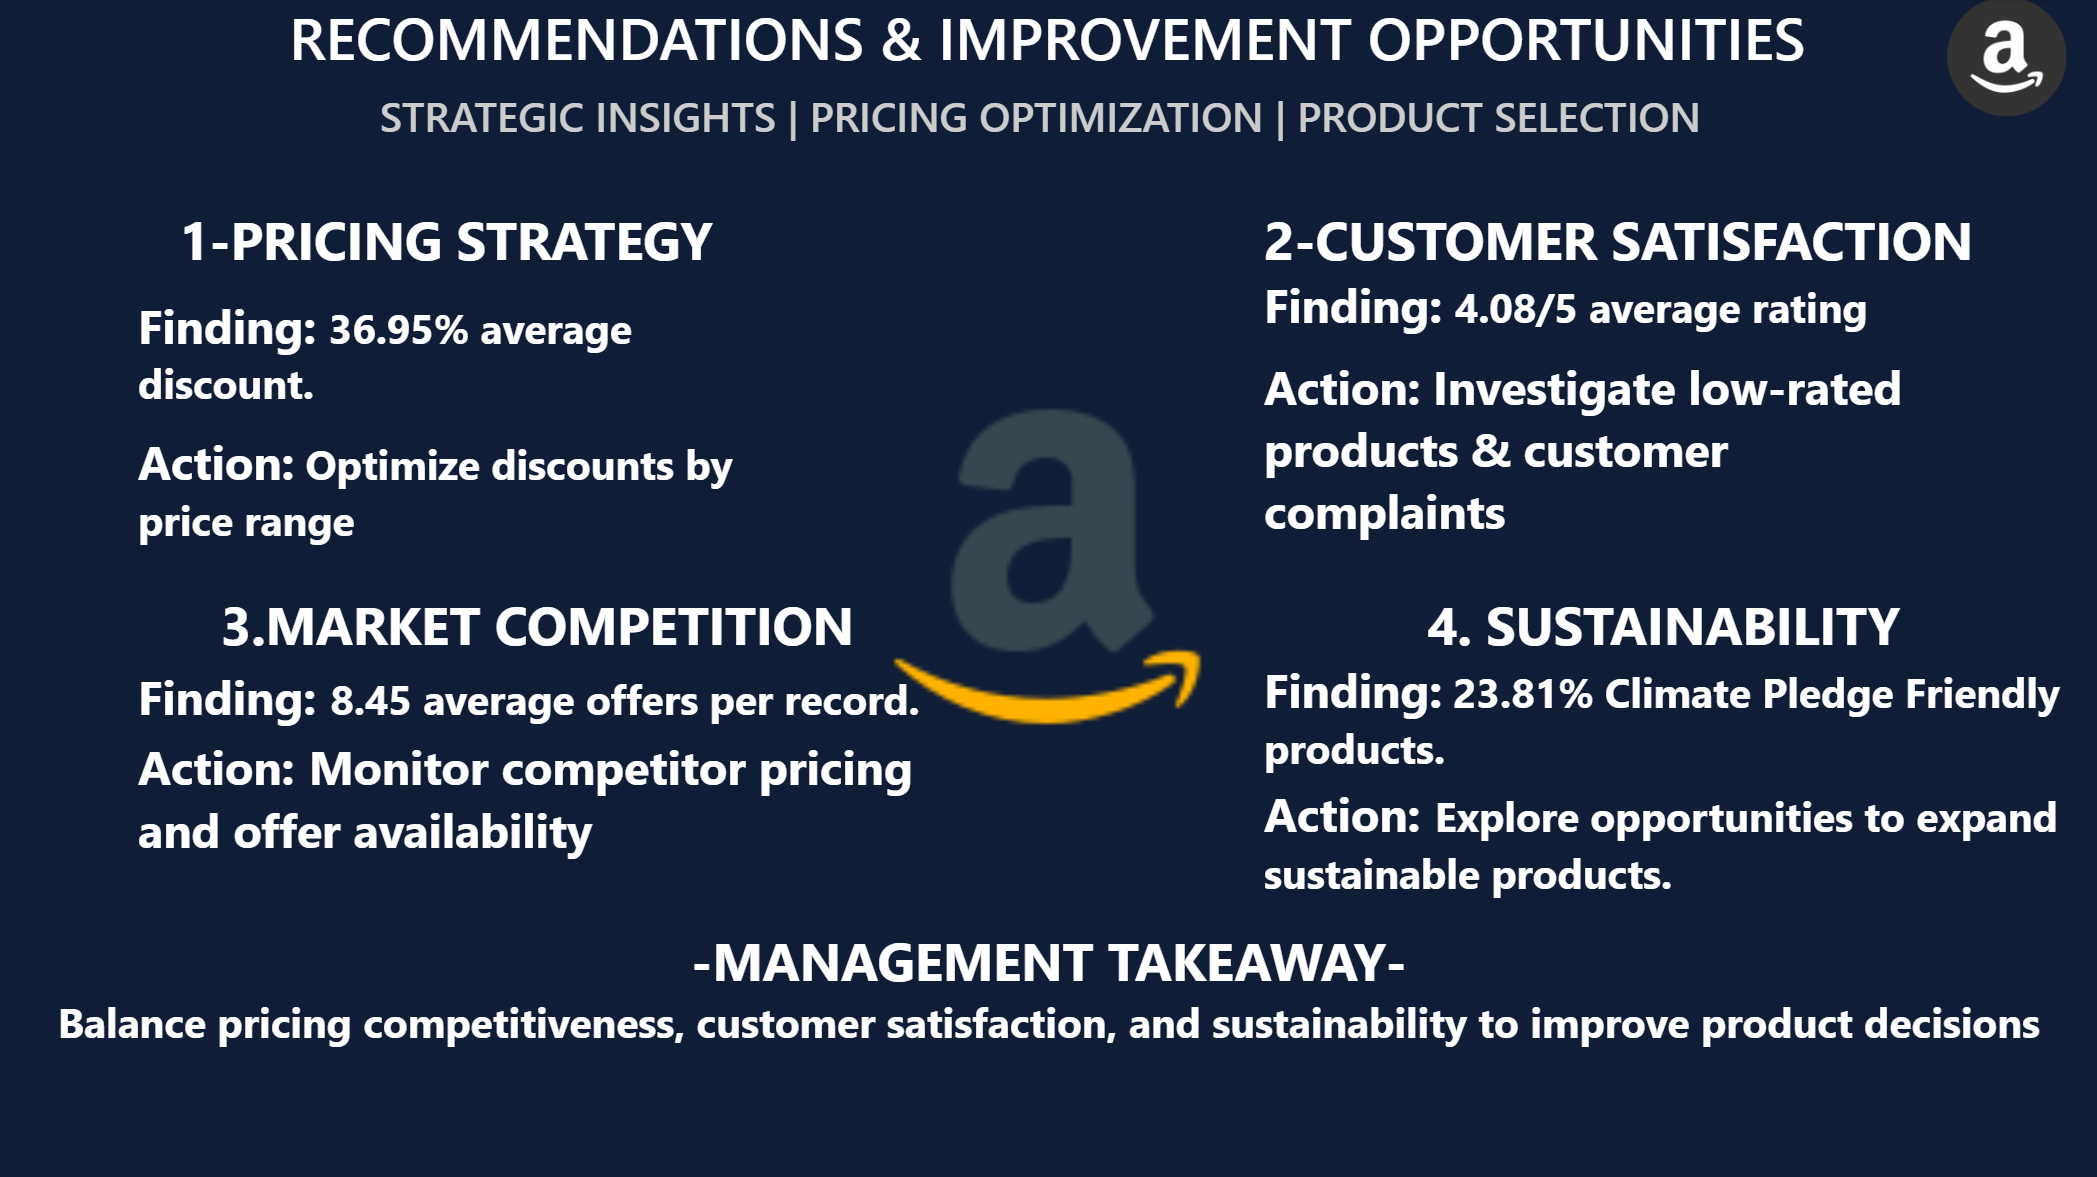 RECOMMENDATIONS & IMPROVEMENT OPPORTUNITIES
STRATEGIC INSIGHTS | PRICING OPTIMIZATION | PRODUCT SELECTION
1-PRICING STRATEGY
Finding: 36.95% average
discount.
Action: Optimize discounts by
price range
2-CUSTOMER SATISFACTION
Finding: 4.08/5 average rating
Action: Investigate low-rated
products & customer
complaints
3.MARKET COMPETITION
Finding: 8.45 average offers per record.
Action: Monitor competitor pricing
and offer availability
4. SUSTAINABILITY
Finding: 23.81% Climate Pledge Friendly
products.
Action: Explore opportunities to expand
sustainable products.
-MANAGEMENT TAKEAWAY-
Balance pricing competitiveness, customer satisfaction, and sustainability to improve product decisions
a
a